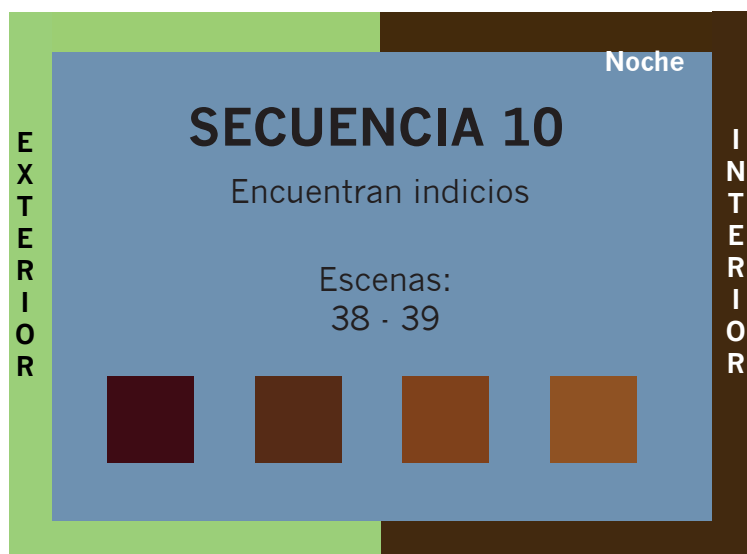 Noche
SECUENCIA 10
Encuentran indicios
Escenas:
38 - 39
EXTERIOR
INTERIOR